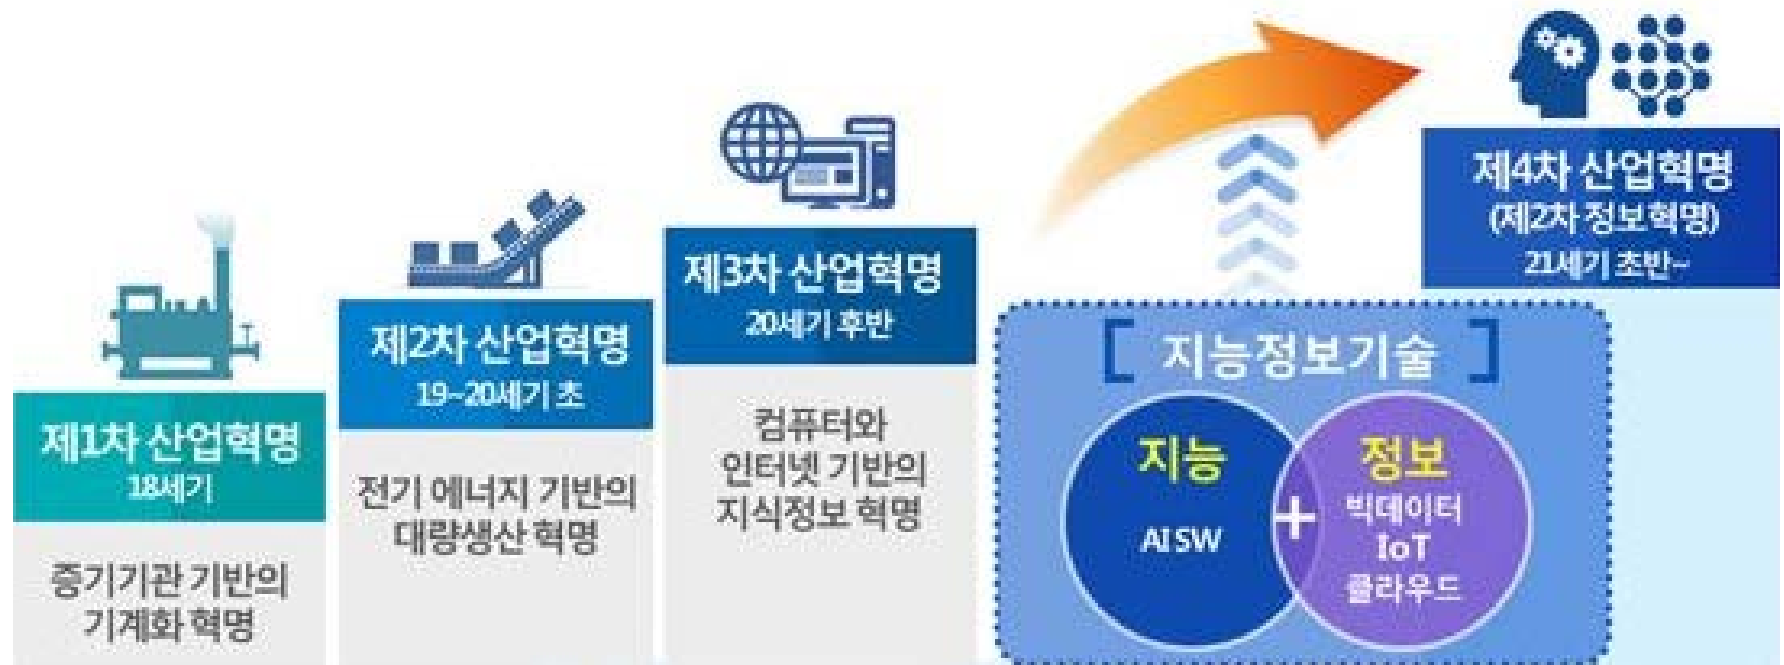 제1차 산업혁명
18세기
증기기관 기반의
기계화 혁명
제2차 산업혁명
19~20세기 초
전기 에너지 기반의
대량생산 혁명
제3차 산업혁명
20세기 후반
컴퓨터와
인터넷 기반의
지식정보 혁명
[ 지능정보기술 ]
지능
AI SW
+
정보
빅데이터
IoT
클라우드
제4차 산업혁명
(제2차 정보혁명)
21세기 초반~